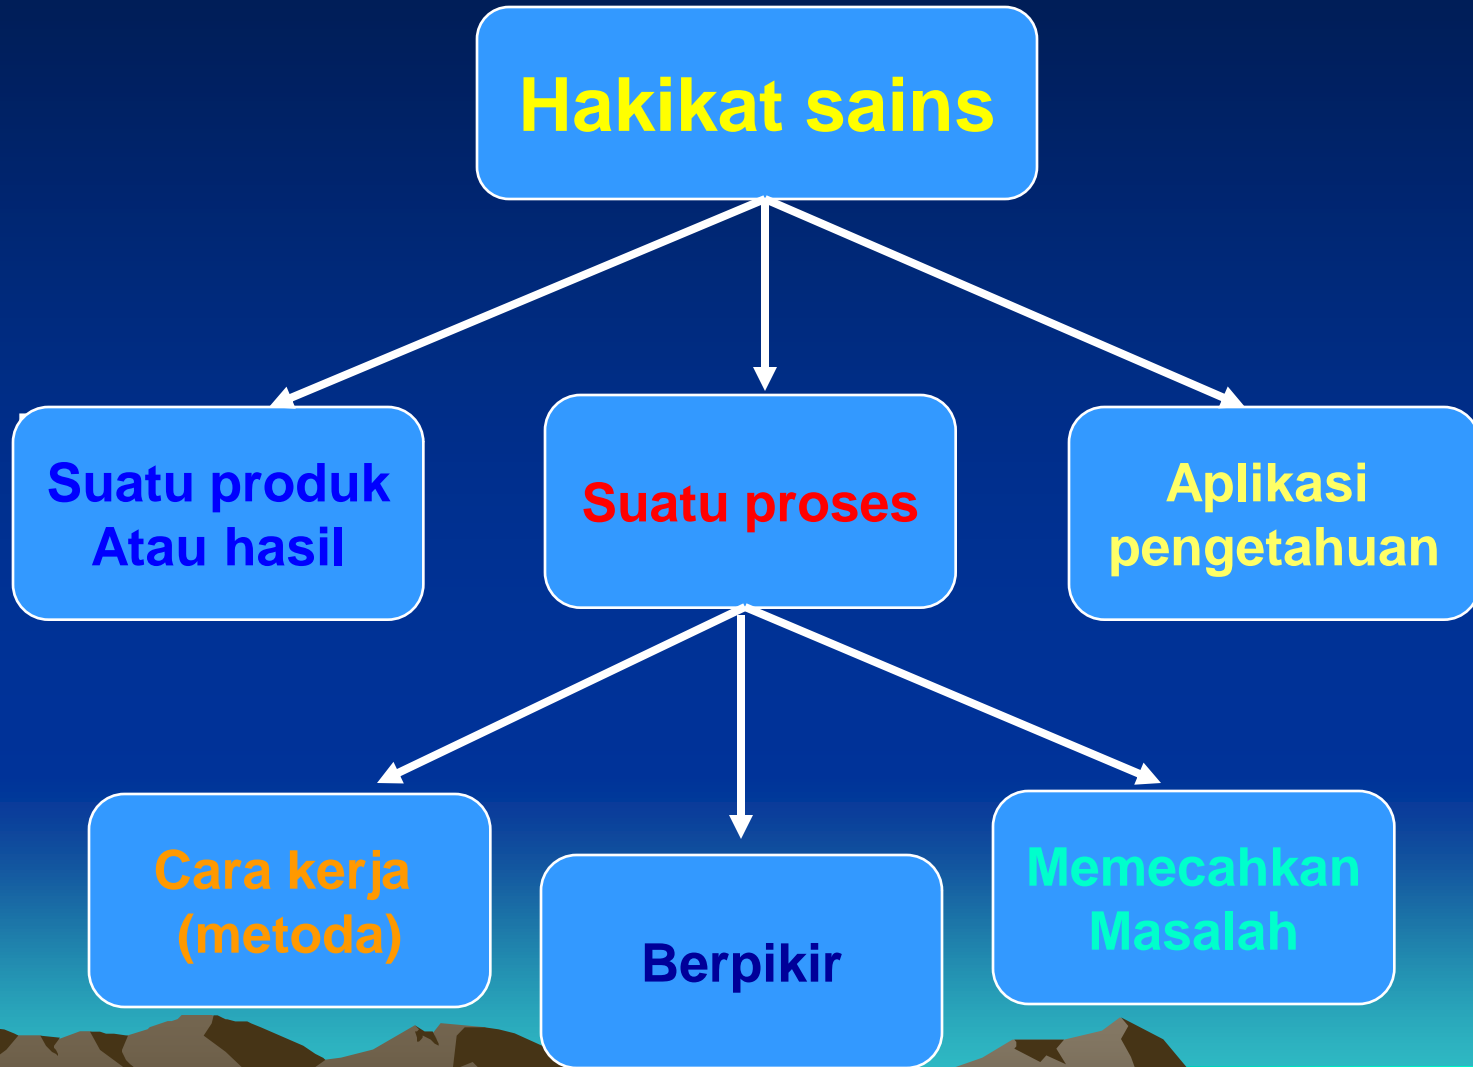 Hakikat sains
Suatu produk
Atau hasil
Suatu proses
Aplikasi
pengetahuan
Cara kerja
(metoda)
Berpikir
Memecahkan
Masalah